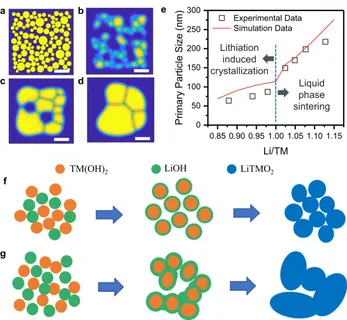 a
b
c
d
e
Primary Particle Size (nm)
300
250
200
150
100
50
0
Experimental Data
Simulation Data
Lithiation
induced
crystallization
Liquid
phase
sintering
0.85 0.90 0.95 1.00 1.05 1.10 1.15
Li/TM
TM(OH)₂
LiOH
LiTMO₂
f
g